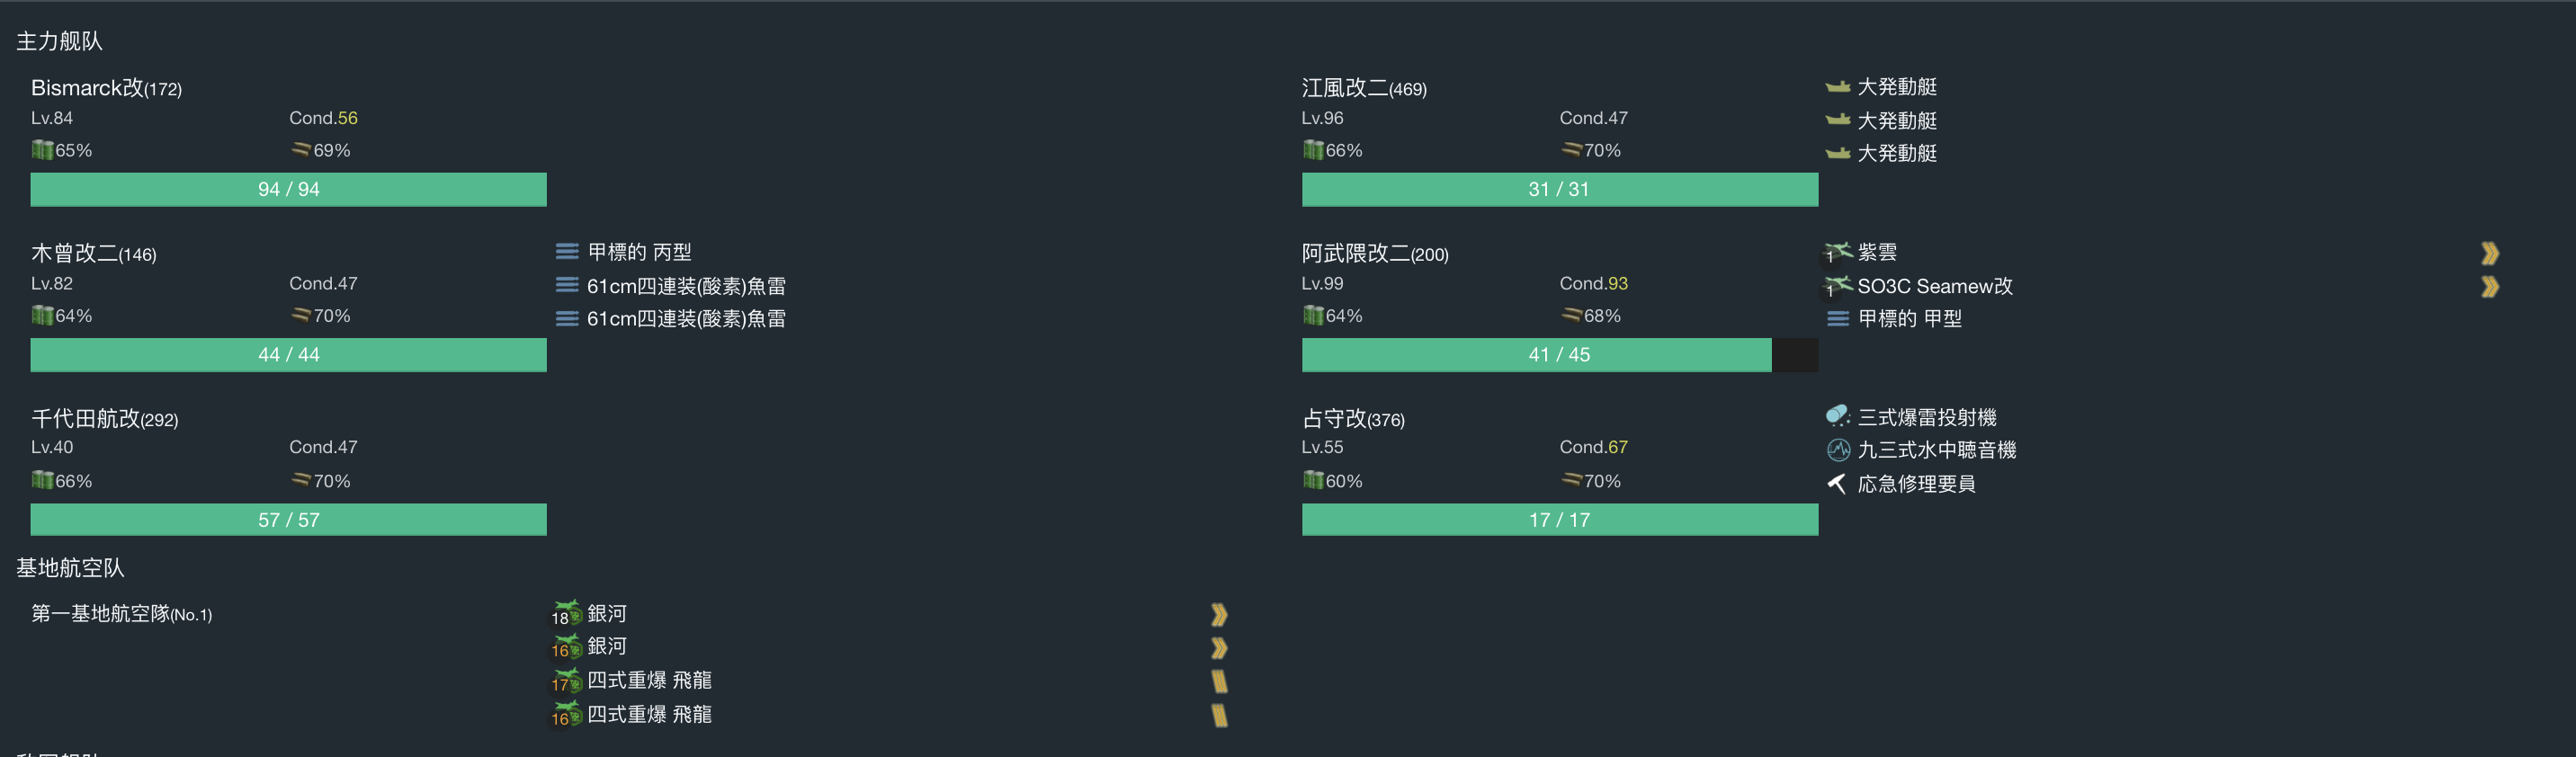 主力舰队
Bismarck改(172)
Lv.84 Cond.56
65% 69%
94 / 94
江風改二(469)
Lv.96 Cond.47
66% 70%
31 / 31
大発動艇
大発動艇
大発動艇
木曾改二(146)
Lv.82 Cond.47
64% 70%
44 / 44
甲標的 丙型
61cm四連装(酸素)魚雷
61cm四連装(酸素)魚雷
阿武隈改二(200)
Lv.99 Cond.93
64% 68%
41 / 45
1 紫雲
1 SO3C Seamew改
甲標的 甲型
千代田航改(292)
Lv.40 Cond.47
66% 70%
57 / 57
占守改(376)
Lv.55 Cond.67
60% 70%
17 / 17
三式爆雷投射機
九三式水中聴音機
応急修理要員
基地航空队
第一基地航空隊(No.1)
18 銀河
16 銀河
17 四式重爆 飛龍
16 四式重爆 飛龍